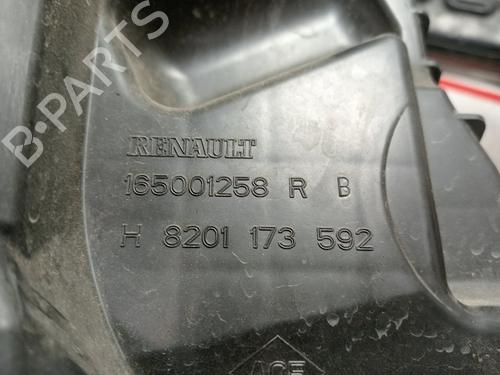 B-PARTS
RENAULT
165001258 R B
H 8201 173 592